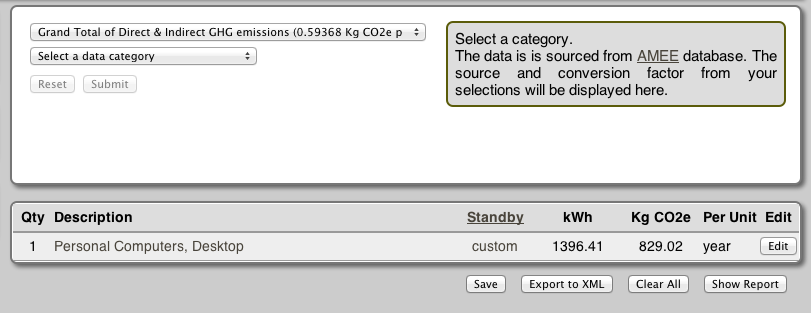 Grand Total of Direct & Indirect GHG emissions (0.59368 Kg CO2e p
Select a data category
Reset Submit
Select a category.
The data is is sourced from AMEE database. The
source and conversion factor from your
selections will be displayed here.
Qty Description Standby kWh Kg CO2e Per Unit Edit
1 Personal Computers, Desktop custom 1396.41 829.02 year Edit
Save Export to XML Clear All Show Report